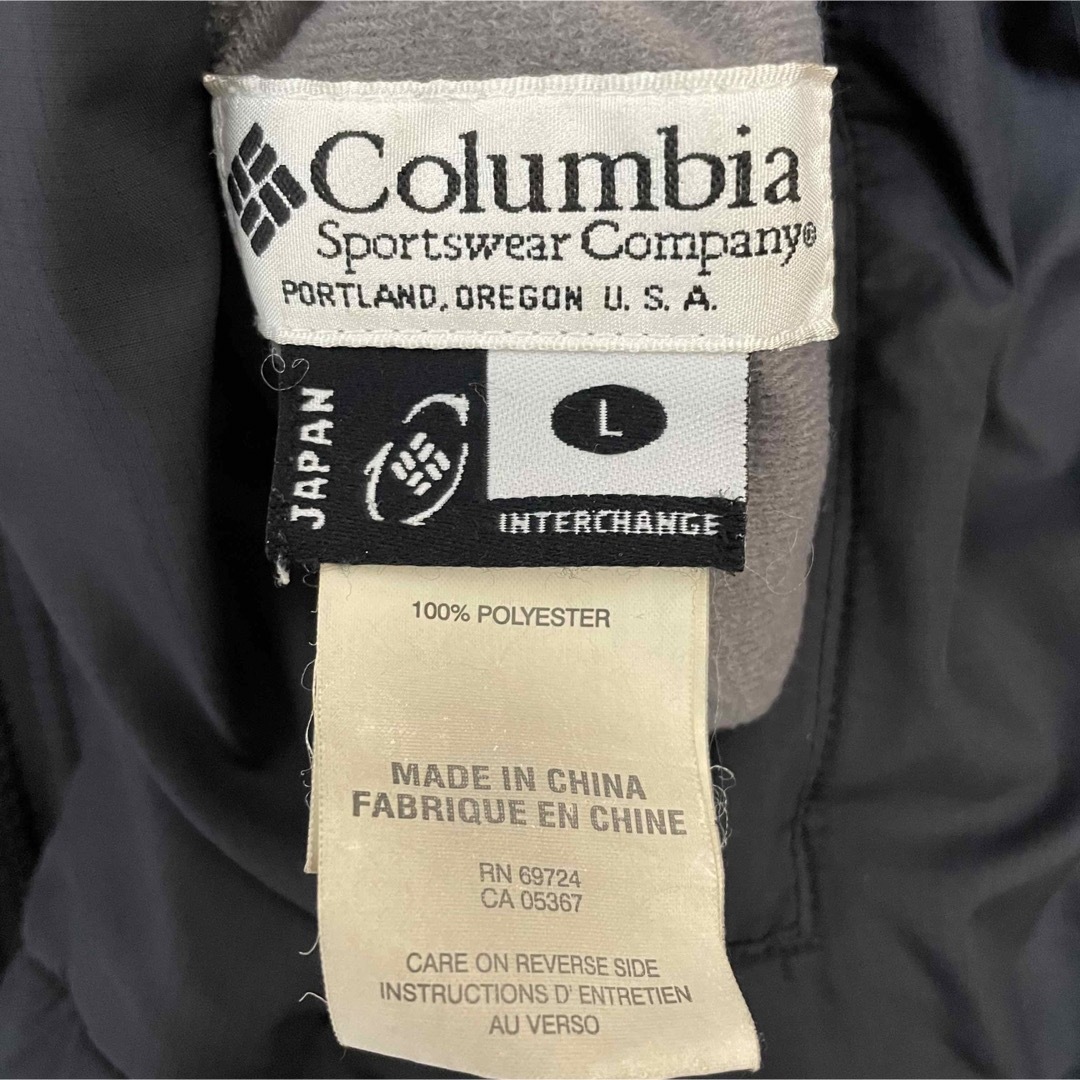 Columbia
Sportswear Company®
PORTLAND, OREGON U. S. A.
JAPAN
L
INTERCHANGE
100% POLYESTER
MADE IN CHINA
FABRIQUE EN CHINE
RN 69724
CA 05367
CARE ON REVERSE SIDE
INSTRUCTIONS D' ENTRETIEN
AU VERSO